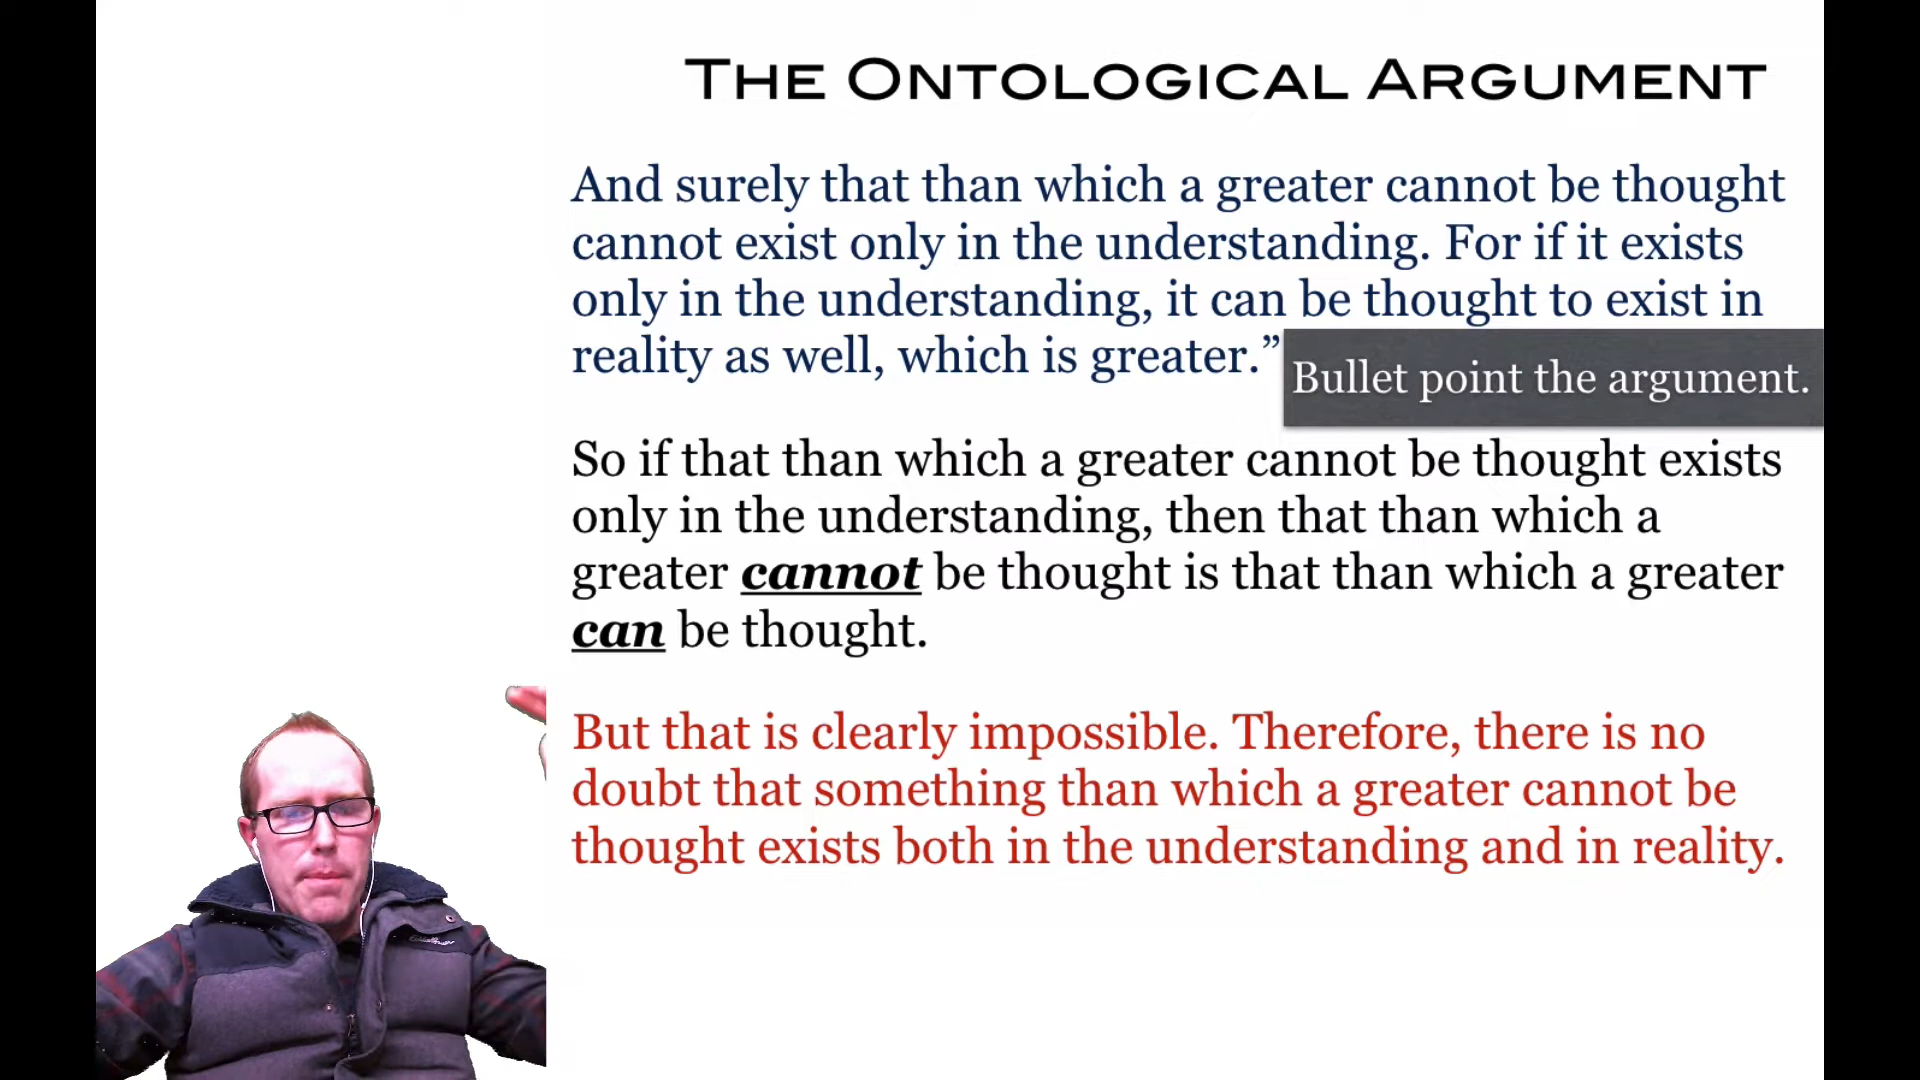 THE ONTOLOGICAL ARGUMENT
And surely that than which a greater cannot be thought
cannot exist only in the understanding. For if it exists
only in the understanding, it can be thought to exist in
reality as well, which is greater.”
Bullet point the argument.
So if that than which a greater cannot be thought exists
only in the understanding, then that than which a
greater cannot be thought is that than which a greater
can be thought.
But that is clearly impossible. Therefore, there is no
doubt that something than which a greater cannot be
thought exists both in the understanding and in reality.